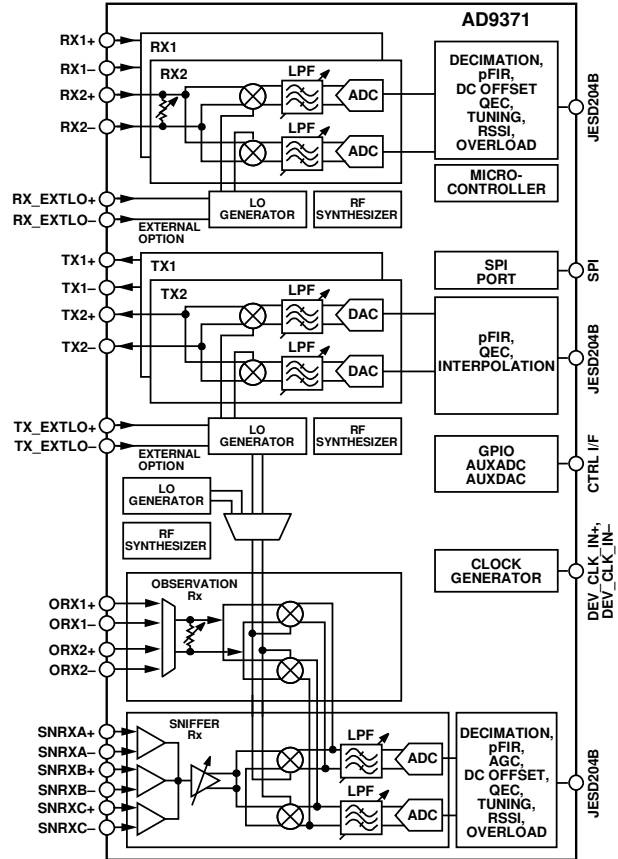 AD9371
RX1+
RX1–
RX2+
RX2–
RX1
RX2
LPF
ADC
LPF
ADC
DECIMATION,
pFIR,
DC OFFSET
QEC,
TUNING,
RSSI,
OVERLOAD
JESD204B
MICRO-
CONTROLLER
RX_EXTLO+
RX_EXTLO–
EXTERNAL
OPTION
LO
GENERATOR
RF
SYNTHESIZER
TX1+
TX1–
TX2+
TX2–
TX1
TX2
LPF
DAC
LPF
DAC
SPI
PORT
SPI
pFIR,
QEC,
INTERPOLATION
JESD204B
TX_EXTLO+
TX_EXTLO–
EXTERNAL
OPTION
LO
GENERATOR
RF
SYNTHESIZER
GPIO
AUXADC
AUXDAC
CTRL I/F
LO
GENERATOR
RF
SYNTHESIZER
CLOCK
GENERATOR
DEV_CLK_IN+,
DEV_CLK_IN–
OBSERVATION
Rx
ORX1+
ORX1–
ORX2+
ORX2–
SNRXA+
SNRXA–
SNRXB+
SNRXB–
SNRXC+
SNRXC–
SNIFFER
Rx
LPF
ADC
LPF
ADC
DECIMATION,
pFIR,
AGC,
DC OFFSET,
QEC,
TUNING,
RSSI,
OVERLOAD
JESD204B